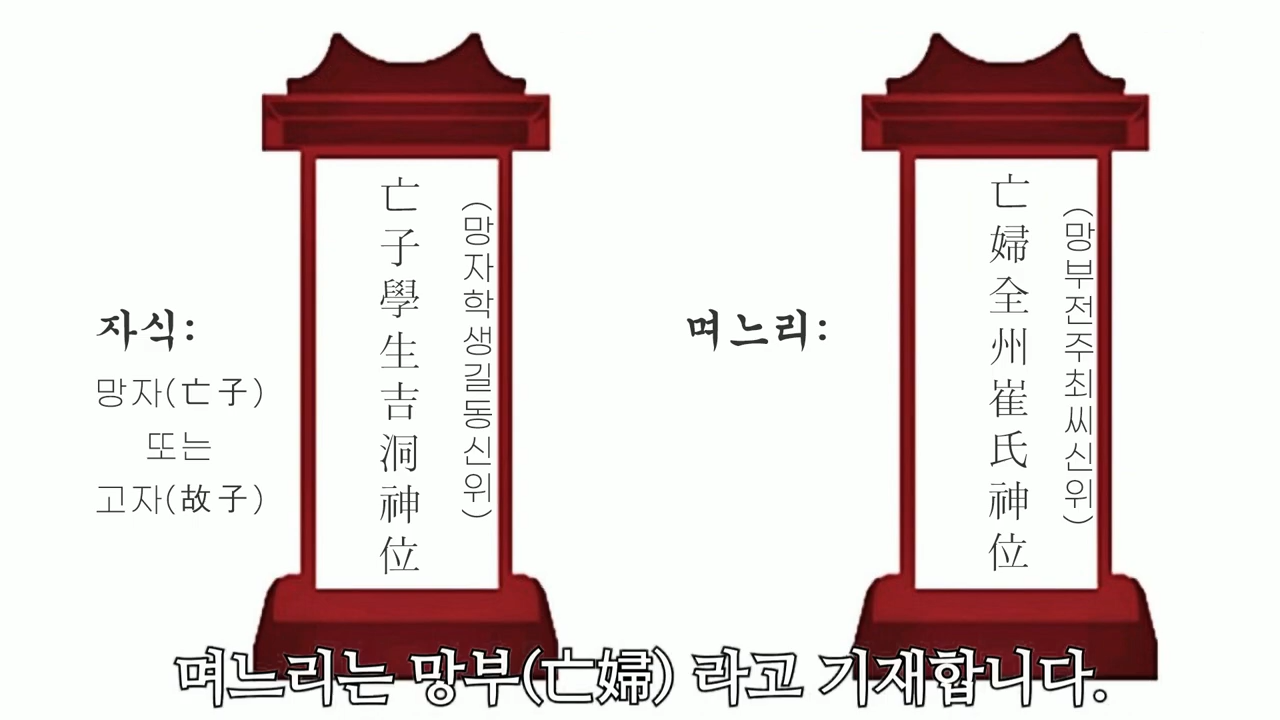 자식:
망자(亡子)
또는
고자(故子)
亡子學生吉洞神位
(망자학생길동신위)
며느리:
亡婦全州崔氏神位
(망부전주최씨신위)
며느리는 망부(亡婦) 라고 기재합니다.